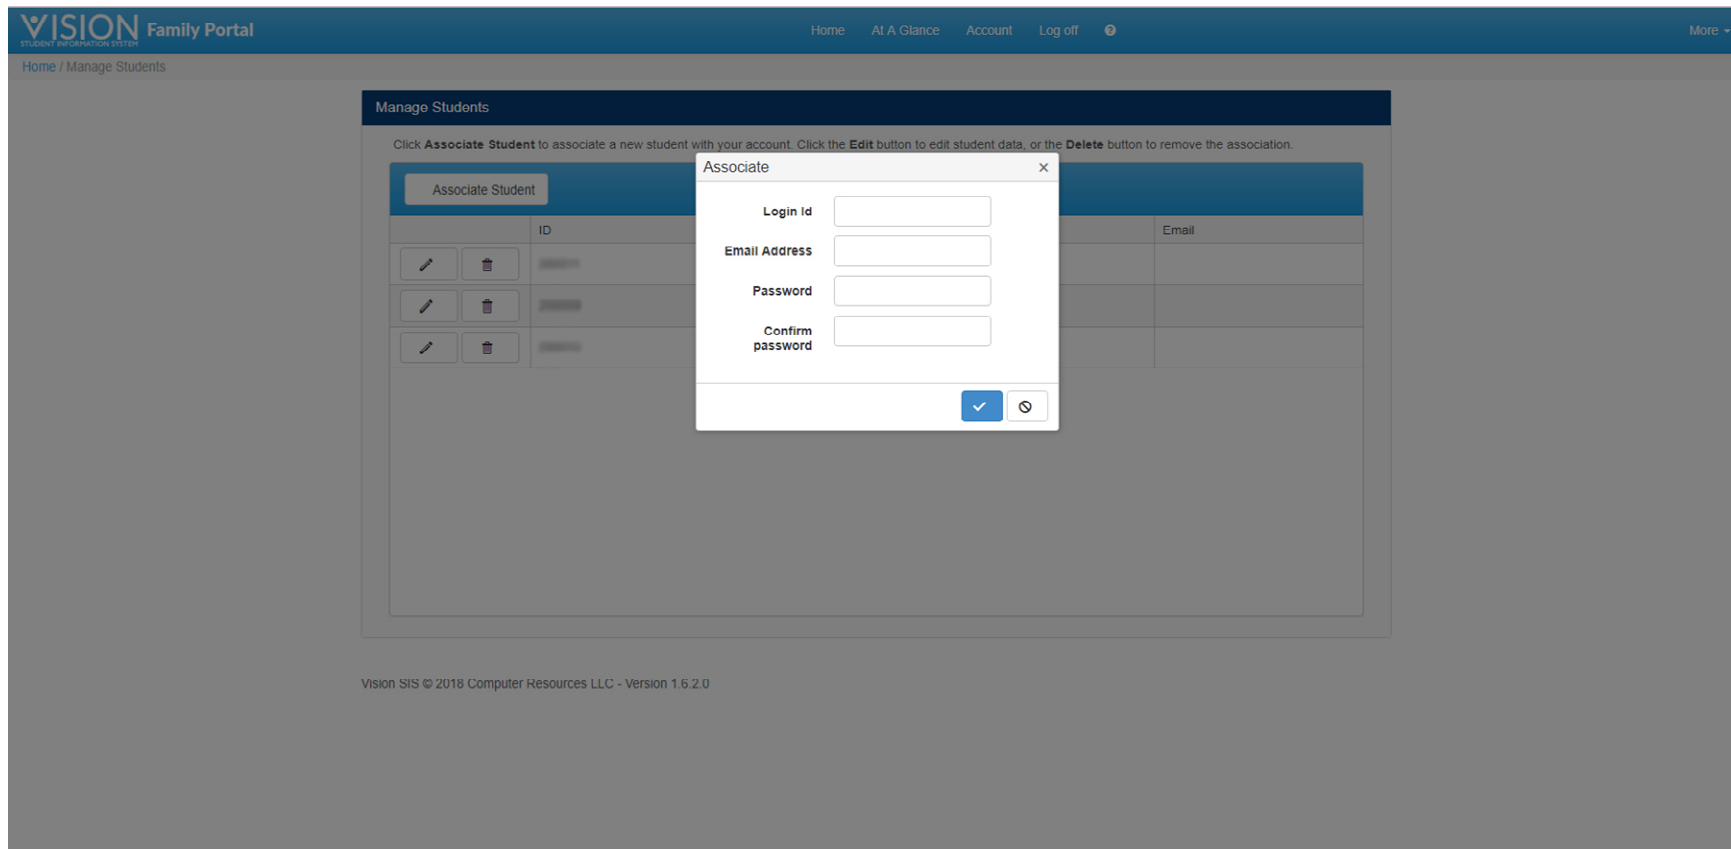 VISION Family Portal
STUDENT INFORMATION SYSTEM
Home At A Glance Account Log off ? More
Home / Manage Students
Manage Students
Click Associate Student to associate a new student with your account. Click the Edit button to edit student data, or the Delete button to remove the association.
Associate ×
Associate Student
Login Id
ID Email
Email Address
Password
Confirm
password
Vision SIS © 2018 Computer Resources LLC - Version 1.6.2.0